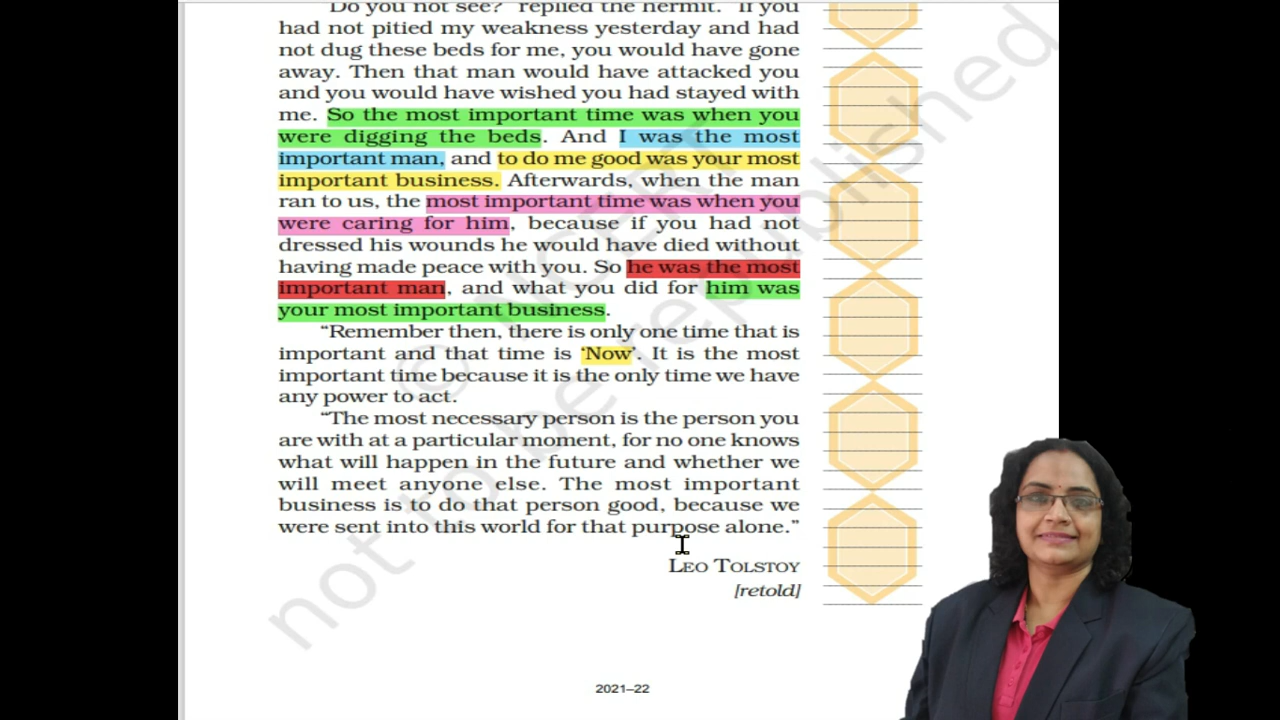 "Do you not see?" replied the hermit. "If you
had not pitied my weakness yesterday and had
not dug these beds for me, you would have gone
away. Then that man would have attacked you
and you would have wished you had stayed with
me. So the most important time was when you
were digging the beds. And I was the most
important man, and to do me good was your most
important business. Afterwards, when the man
ran to us, the most important time was when you
were caring for him, because if you had not
dressed his wounds he would have died without
having made peace with you. So he was the most
important man, and what you did for him was
your most important business.
"Remember then, there is only one time that is
important and that time is 'Now'. It is the most
important time because it is the only time we have
any power to act.
"The most necessary person is the person you
are with at a particular moment, for no one knows
what will happen in the future and whether we
will meet anyone else. The most important
business is to do that person good, because we
were sent into this world for that purpose alone."
LEO TOLSTOY
[retold]
2021–22
© NCERT
not to be republished